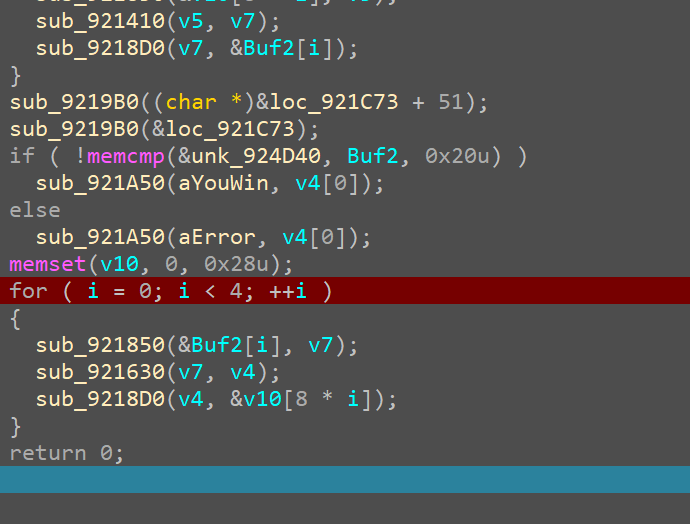 sub_921410(v5, v7);
sub_9218D0(v7, &Buf2[i]);
}
sub_9219B0((char *)&loc_921C73 + 51);
sub_9219B0(&loc_921C73);
if ( !memcmp(&unk_924D40, Buf2, 0x20u) )
sub_921A50(aYouWin, v4[0]);
else
sub_921A50(aError, v4[0]);
memset(v10, 0, 0x28u);
for ( i = 0; i < 4; ++i )
{
sub_921850(&Buf2[i], v7);
sub_921630(v7, v4);
sub_9218D0(v4, &v10[8 * i]);
}
return 0;